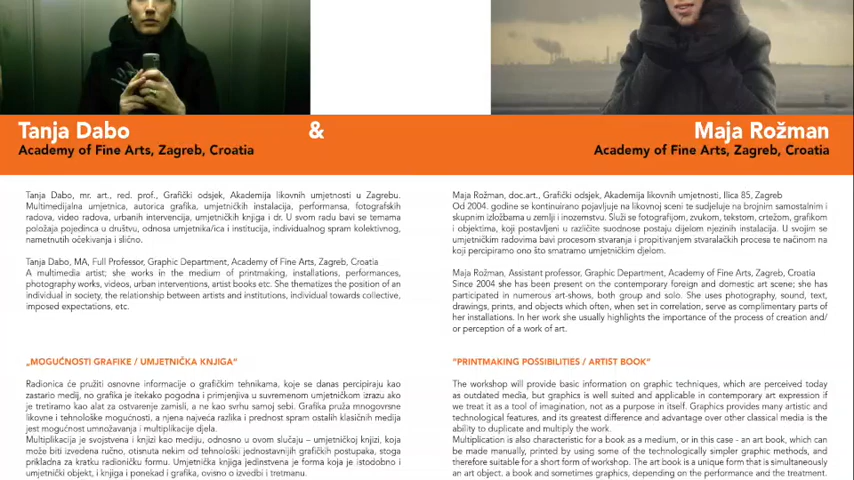 Tanja Dabo & Maja Rožman
Academy of Fine Arts, Zagreb, Croatia
Academy of Fine Arts, Zagreb, Croatia
Tanja Dabo, mr. art., red. prof., Grafički odsjek, Akademija likovnih umjetnosti u Zagrebu.
Multimedijalna umjetnica, autorica grafika, umjetničkih instalacija, performansa, fotografskih
radova, video radova, urbanih intervencija, umjetničkih knjiga i dr. U svom radu bavi se temama
položaja pojedinca u društvu, odnosa umjetnika/ica i institucija, individualnog spram kolektivnog,
nametnutih očekivanja i slično.
Tanja Dabo, MA, Full Professor, Graphic Department, Academy of Fine Arts, Zagreb, Croatia
A multimedia artist; she works in the medium of printmaking, installations, performances,
photography works, videos, urban interventions, artist books etc. She thematizes the position of an
individual in society, the relationship between artists and institutions, individual towards collective,
imposed expectations, etc.
Maja Rožman, doc.art., Grafički odsjek, Akademija likovnih umjetnosti, Ilica 85, Zagreb
Od 2004. godine se kontinuirano pojavljuje na likovnoj sceni te sudjeluje na brojnim samostalnim i
skupnim izložbama u zemlji i inozemstvu. Služi se fotografijom, zvukom, tekstom, crtežom, grafikom
i objektima, koji postavljeni u različite suodnose postaju dijelom njezinih instalacija. U svojim se
umjetničkim radovima bavi procesom stvaranja i propitivanjem stvaralačkih procesa te načinom na
koji percipiramo ono što smatramo umjetničkim djelom.
Maja Rožman, Assistant professor, Graphic Department, Academy of Fine Arts, Zagreb, Croatia
Since 2004 she has been present on the contemporary foreign and domestic art scene; she has
participated in numerous art-shows, both group and solo. She uses photography, sound, text,
drawings, prints, and objects which often, when set in correlation, serve as complimentary parts of
her installations. In her work she usually highlights the importance of the process of creation and/
or perception of a work of art.
„MOGUĆNOSTI GRAFIKE / UMJETNIČKA KNJIGA“
Radionica će pružiti osnovne informacije o grafičkim tehnikama, koje se danas percipiraju kao
zastario medij, no grafika je itekako pogodna i primjenjiva u suvremenom umjetničkom izrazu ako
je tretiramo kao alat za ostvarenje zamisli, a ne kao svrhu samoj sebi. Grafika pruža mnogovrsne
likovne i tehnološke mogućnosti, a njena najveća razlika i prednost spram ostalih klasičnih medija
jest mogućnost umnožavanja i multiplikacije djela.
Multiplikacija je svojstvena i knjizi kao mediju, odnosno u ovom slučaju – umjetničkoj knjizi, koja
može biti izvedena ručno, otisnuta nekim od tehnološki jednostavnijih grafičkih postupaka, stoga
prikladna za kratku radioničku formu. Umjetnička knjiga jedinstvena je forma koja je istodobno i
umjetnički objekt, i knjiga i ponekad i grafika, ovisno o izvedbi i tretmanu.
“PRINTMAKING POSSIBILITIES / ARTIST BOOK”
The workshop will provide basic information on graphic techniques, which are perceived today
as outdated media, but graphics is well suited and applicable in contemporary art expression if
we treat it as a tool of imagination, not as a purpose in itself. Graphics provides many artistic and
technological features, and its greatest difference and advantage over other classical media is the
ability to duplicate and multiply the work.
Multiplication is also characteristic for a book as a medium, or in this case - an art book, which can
be made manually, printed by using some of the technologically simpler graphic methods, and
therefore suitable for a short form of workshop. The art book is a unique form that is simultaneously
an art object, a book and sometimes graphics, depending on the performance and the treatment.